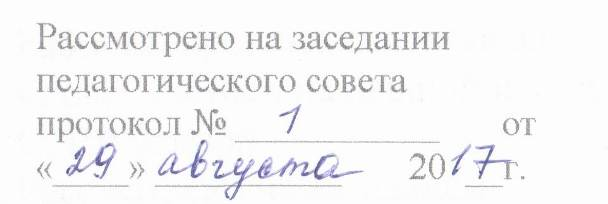 Рассмотрено на заседании
педагогического совета
протокол № 1 от
«29» августа 2017г.